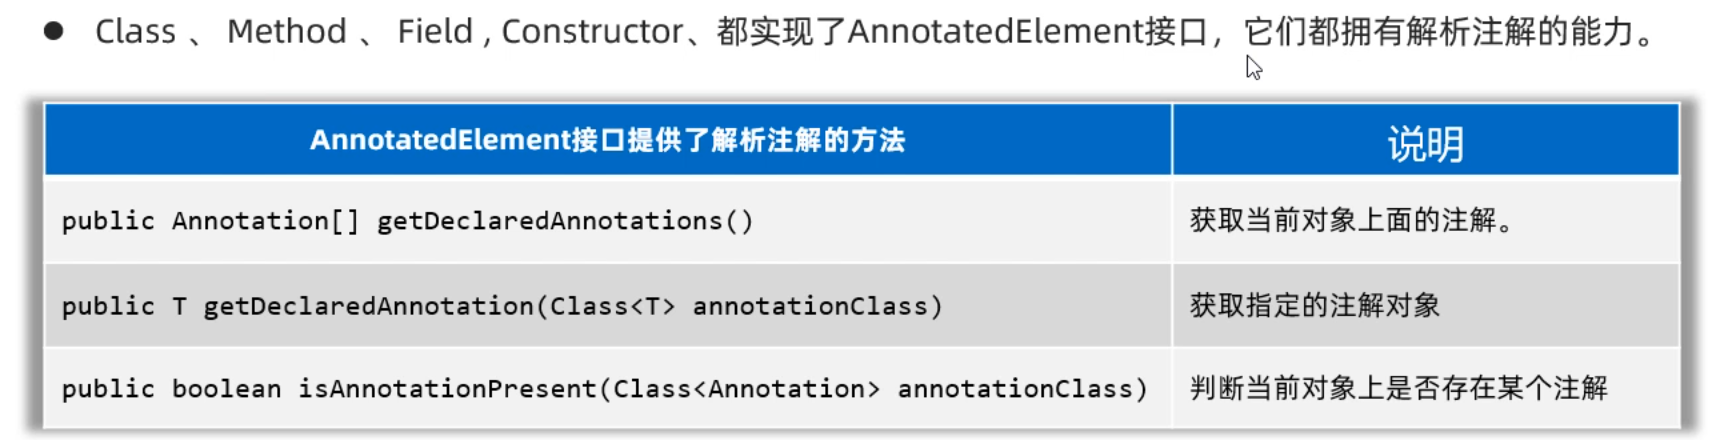 ● Class 、 Method 、 Field , Constructor、都实现了AnnotatedElement接口，它们都拥有解析注解的能力。
AnnotatedElement接口提供了解析注解的方法 说明
public Annotation[] getDeclaredAnnotations() 获取当前对象上面的注解。
public T getDeclaredAnnotation(Class<T> annotationClass) 获取指定的注解对象
public boolean isAnnotationPresent(Class<Annotation> annotationClass) 判断当前对象上是否存在某个注解